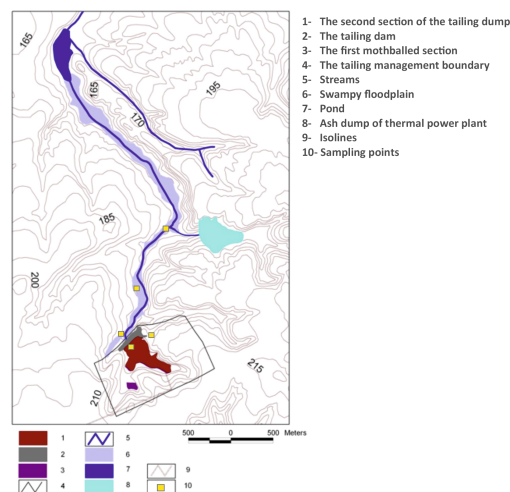 1- The second section of the tailing dump
2- The tailing dam
3- The first mothballed section
4- The tailing management boundary
5- Streams
6- Swampy floodplain
7- Pond
8- Ash dump of thermal power plant
9- Isolines
10- Sampling points
165
165
195
170
185
200
215
210
500 0 500 Meters
1 5
2 6
3 7 9
4 8 10